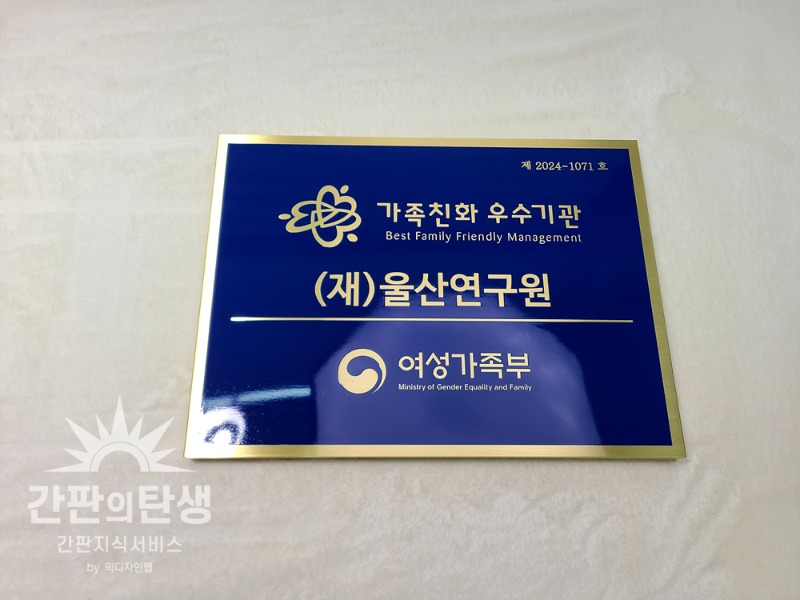 제 2024-1071 호
가족친화 우수기관
Best Family Friendly Management
(재)울산연구원
여성가족부
Ministry of Gender Equality and Family
간판의탄생
간판지식서비스
by 익디자인랩